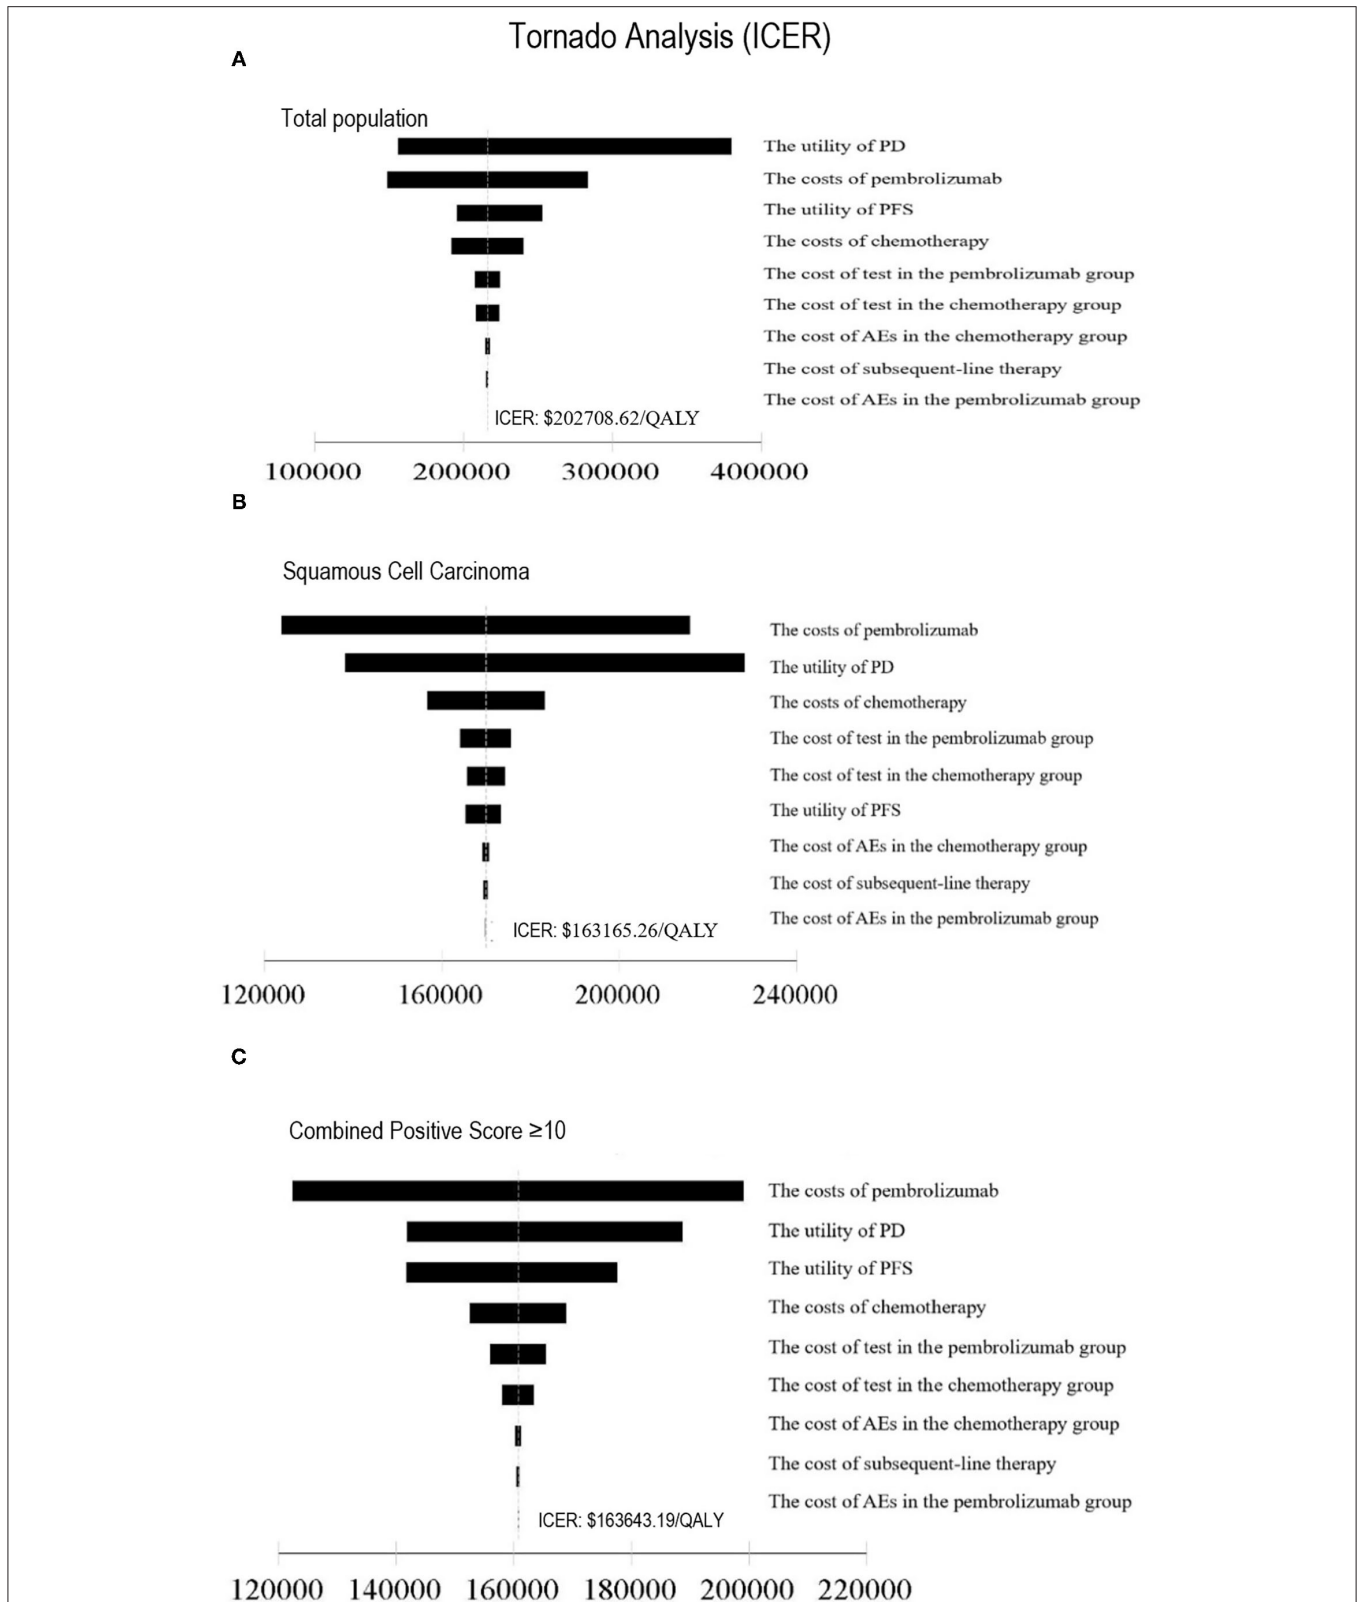 Tornado Analysis (ICER)
A
Total population
The utility of PD
The costs of pembrolizumab
The utility of PFS
The costs of chemotherapy
The cost of test in the pembrolizumab group
The cost of test in the chemotherapy group
The cost of AEs in the chemotherapy group
The cost of subsequent-line therapy
The cost of AEs in the pembrolizumab group
ICER: $202708.62/QALY
100000 200000 300000 400000
B
Squamous Cell Carcinoma
The costs of pembrolizumab
The utility of PD
The costs of chemotherapy
The cost of test in the pembrolizumab group
The cost of test in the chemotherapy group
The utility of PFS
The cost of AEs in the chemotherapy group
The cost of subsequent-line therapy
The cost of AEs in the pembrolizumab group
ICER: $163165.26/QALY
120000 160000 200000 240000
C
Combined Positive Score ≥10
The costs of pembrolizumab
The utility of PD
The utility of PFS
The costs of chemotherapy
The cost of test in the pembrolizumab group
The cost of test in the chemotherapy group
The cost of AEs in the chemotherapy group
The cost of subsequent-line therapy
The cost of AEs in the pembrolizumab group
ICER: $163643.19/QALY
120000 140000 160000 180000 200000 220000